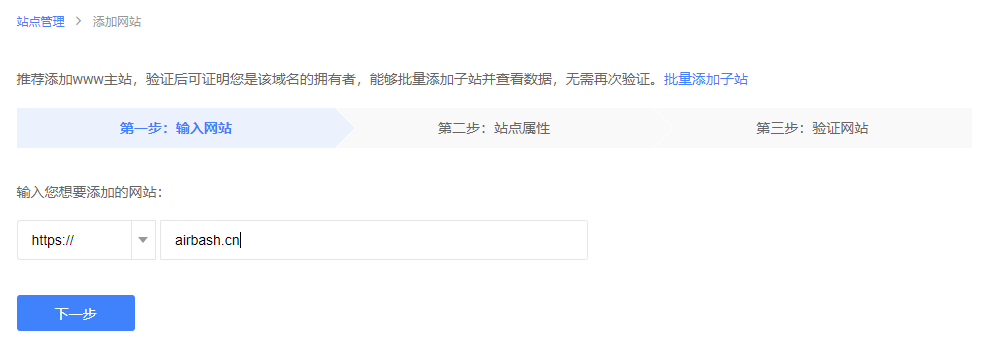 站点管理 > 添加网站
推荐添加www主站，验证后可证明您是该域名的拥有者，能够批量添加子站并查看数据，无需再次验证。批量添加子站
第一步：输入网站 第二步：站点属性 第三步：验证网站
输入您想要添加的网站：
https:// airbash.cn
下一步